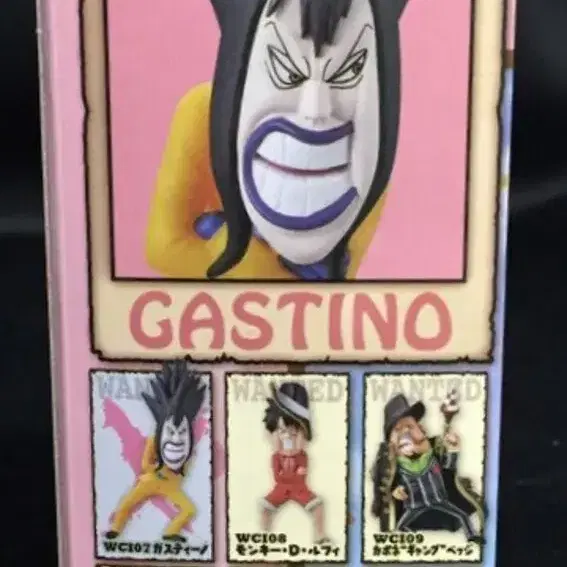 GASTINO
WANTED
WANTED
WANTED
WC107 ガスティーノ
WC108
モンキー・D・ルフィ
WC109
カポネ"ギャング"ベッジ